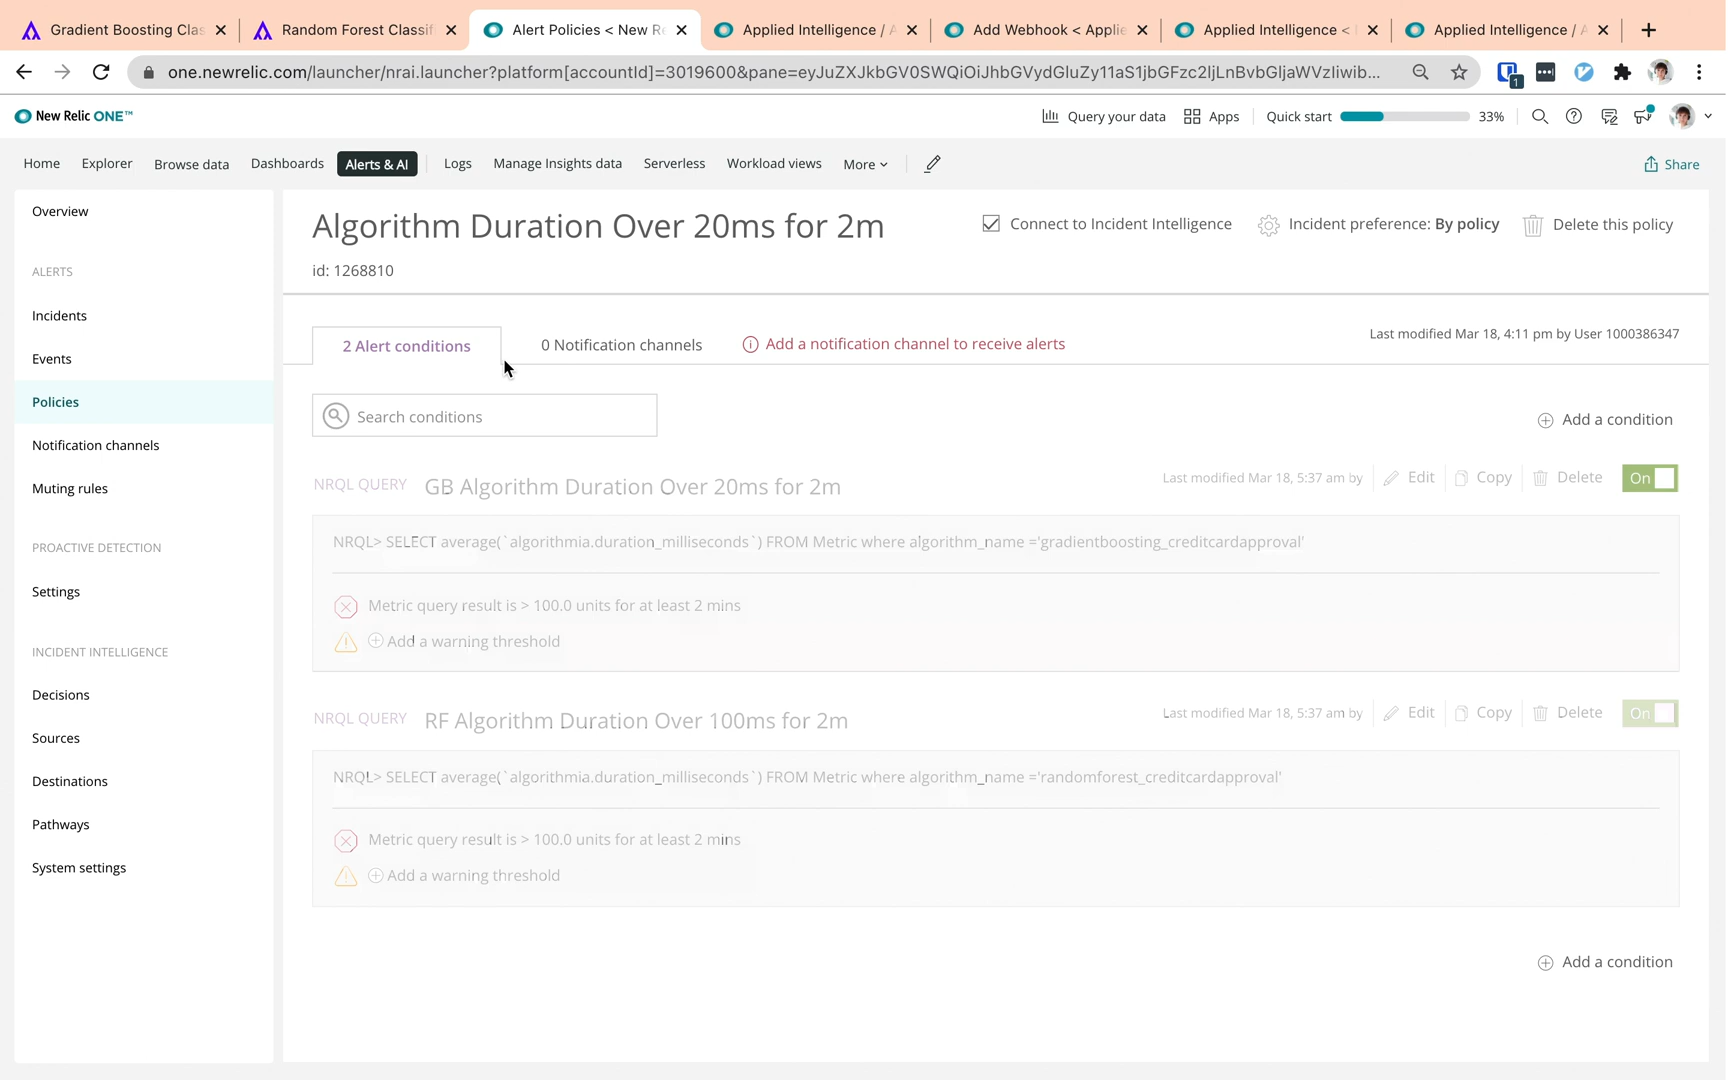 Gradient Boosting Clas
Random Forest Classifi
Alert Policies < New Re
Applied Intelligence / A
Add Webhook < Applie
Applied Intelligence < I
Applied Intelligence / A
one.newrelic.com/launcher/nrai.launcher?platform[accountId]=3019600&pane=eyJuZXJkbGV0SWQiOiJhbGVydGluZy11aS1jbGFzc2ljLnBvbGljaWVzIiwib...
1
New Relic ONE™
Query your data
Apps
Quick start
33%
Home
Explorer
Browse data
Dashboards
Alerts & AI
Logs
Manage Insights data
Serverless
Workload views
More
Share
Overview
ALERTS
Incidents
Events
Policies
Notification channels
Muting rules
PROACTIVE DETECTION
Settings
INCIDENT INTELLIGENCE
Decisions
Sources
Destinations
Pathways
System settings
Algorithm Duration Over 20ms for 2m
Connect to Incident Intelligence
Incident preference: By policy
Delete this policy
id: 1268810
2 Alert conditions
0 Notification channels
Add a notification channel to receive alerts
Last modified Mar 18, 4:11 pm by User 1000386347
Search conditions
Add a condition
NRQL QUERY
GB Algorithm Duration Over 20ms for 2m
Last modified Mar 18, 5:37 am by
Edit
Copy
Delete
On
NRQL> SELECT average(`algorithmia.duration_milliseconds`) FROM Metric where algorithm_name ='gradientboosting_creditcardapproval'
Metric query result is > 100.0 units for at least 2 mins
Add a warning threshold
NRQL QUERY
RF Algorithm Duration Over 100ms for 2m
Last modified Mar 18, 5:37 am by
Edit
Copy
Delete
On
NRQL> SELECT average(`algorithmia.duration_milliseconds`) FROM Metric where algorithm_name ='randomforest_creditcardapproval'
Metric query result is > 100.0 units for at least 2 mins
Add a warning threshold
Add a condition